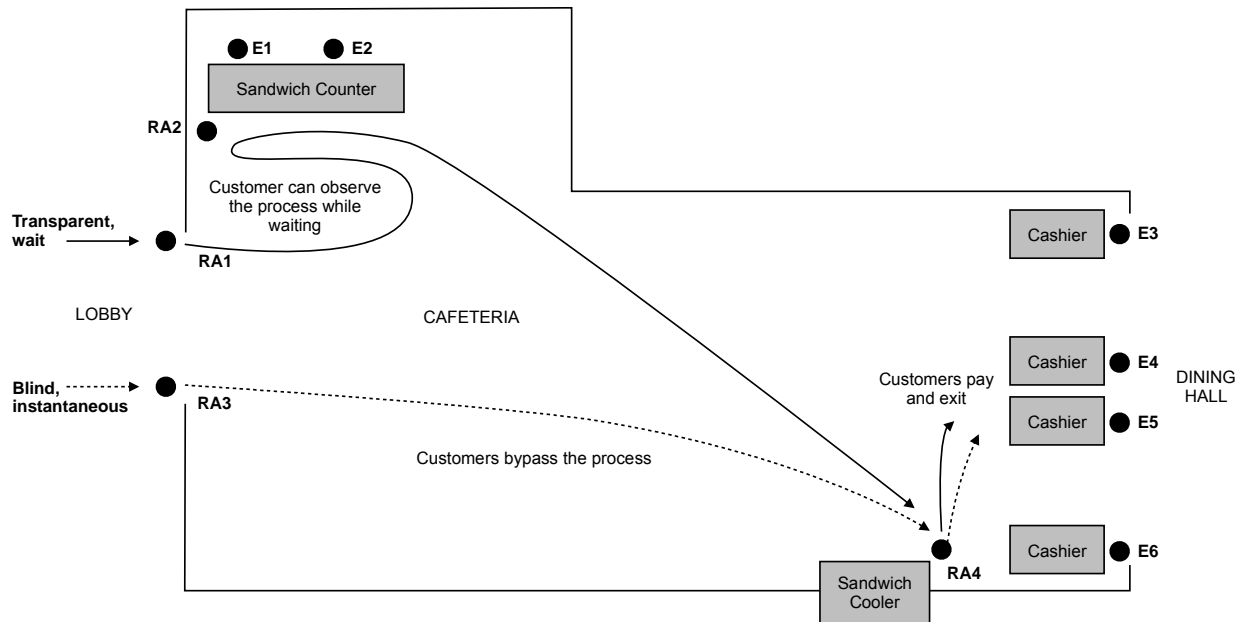 E1
E2
Sandwich Counter
RA2
Customer can observe
the process while
waiting
Transparent,
wait
RA1
Cashier
E3
LOBBY
CAFETERIA
Cashier
E4
DINING
HALL
Blind,
instantaneous
RA3
Customers pay
and exit
Cashier
E5
Customers bypass the process
Cashier
E6
RA4
Sandwich
Cooler